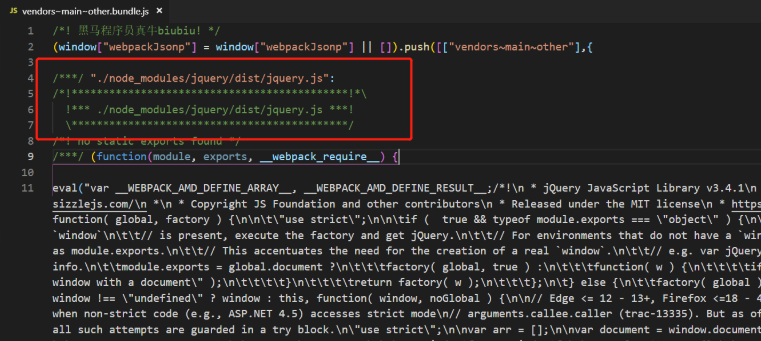 JS vendors~main~other.bundle.js ×
1 /*! 黑马程序员真牛biubiu! */
2 (window["webpackJsonp"] = window["webpackJsonp"] || []).push([["vendors~main~other"],{
3
4 /***/ "./node_modules/jquery/dist/jquery.js":
5 /*!********************************************!*\
6 !*** ./node_modules/jquery/dist/jquery.js ***!
7 \********************************************/
8 /*! no static exports found */
9 /***/ (function(module, exports, __webpack_require__) {
10
11 eval("var __WEBPACK_AMD_DEFINE_ARRAY__, __WEBPACK_AMD_DEFINE_RESULT__;/*!\n * jQuery JavaScript Library v3.4.1\n
sizzlejs.com/\n *\n * Copyright JS Foundation and other contributors\n * Released under the MIT license\n * https
function( global, factory ) {\n\n\t\"use strict\";\n\n\tif ( true && typeof module.exports === \"object\" ) {\n\
`window`\n\t\t// is present, execute the factory and get jQuery.\n\t\t// For environments that do not have a `win
as module.exports.\n\t\t// This accentuates the need for the creation of a real `window`.\n\t\t// e.g. var jQuery
info.\n\t\tmodule.exports = global.document ?\n\t\t\tfactory( global, true ) :\n\t\t\tfunction( w ) {\n\t\t\t\tif
window with a document\" );\n\t\t\t\t}\n\t\t\t\treturn factory( w );\n\t\t\t};\n\t} else {\n\t\tfactory( global )
window !== \"undefined\" ? window : this, function( window, noGlobal ) {\n\n// Edge <= 12 - 13+, Firefox <=18 - 4
when non-strict code (e.g., ASP.NET 4.5) accesses strict mode\n// arguments.callee.caller (trac-13335). But as of
all such attempts are guarded in a try block.\n\"use strict\";\n\nvar arr = [];\n\nvar document = window.document